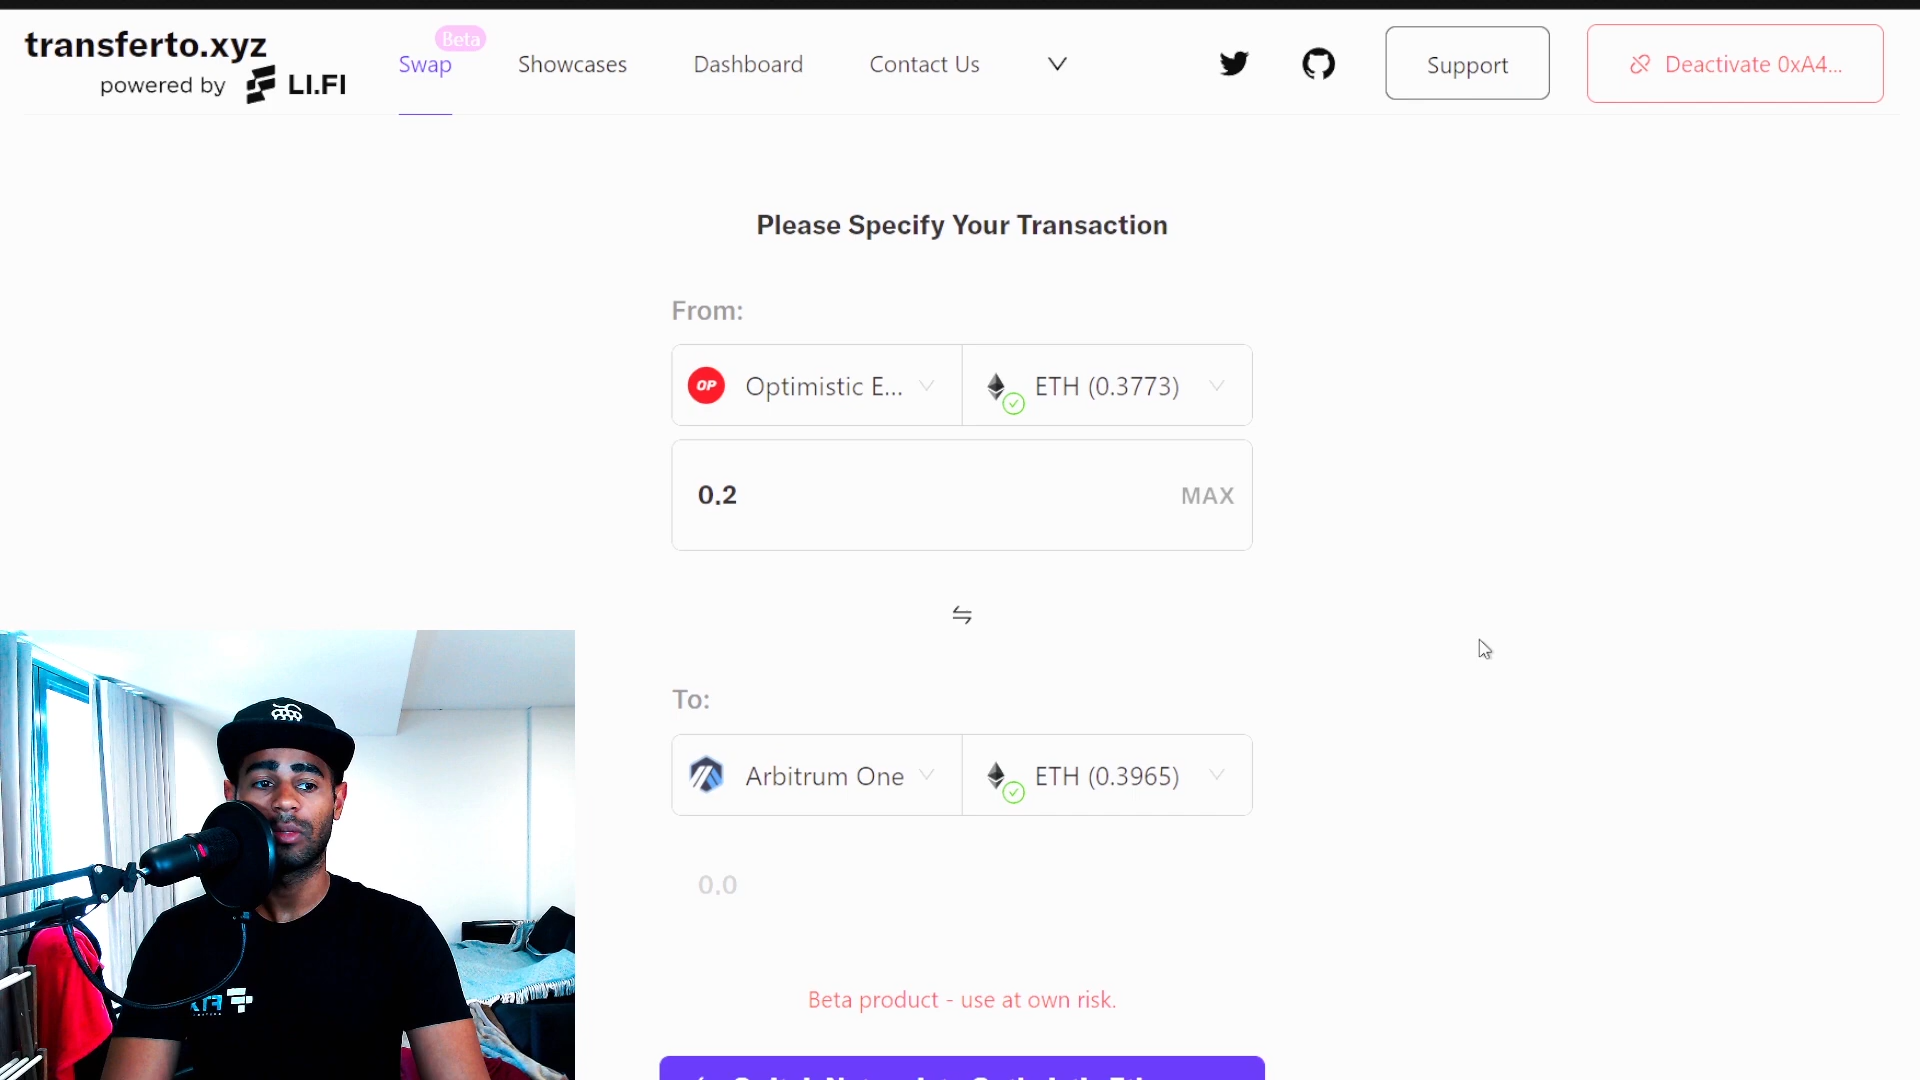 transferto.xyz
powered by LI.FI
Swap
Beta
Showcases
Dashboard
Contact Us
Support
Deactivate 0xA4...
Please Specify Your Transaction
From:
OP
Optimistic E...
ETH (0.3773)
0.2
MAX
To:
Arbitrum One
ETH (0.3965)
0.0
Beta product - use at own risk.